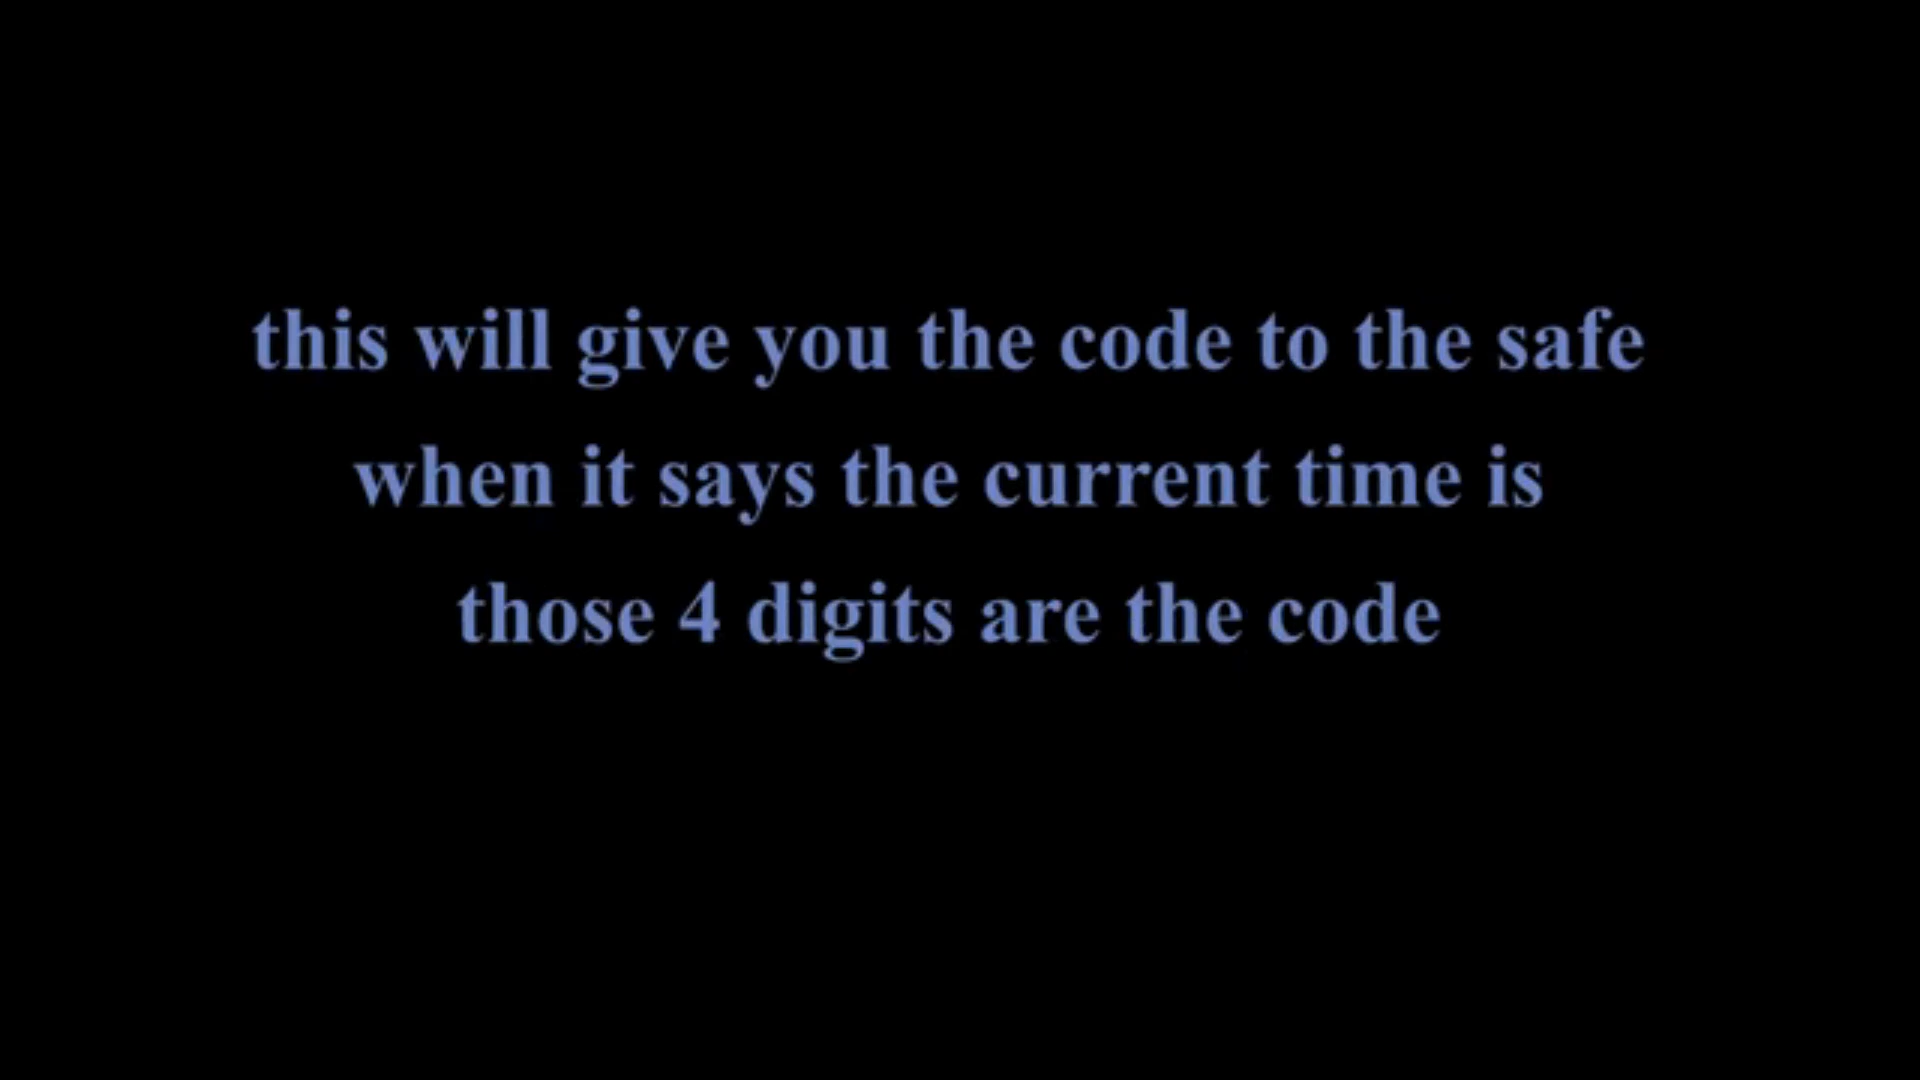 this will give you the code to the safe
when it says the current time is
those 4 digits are the code